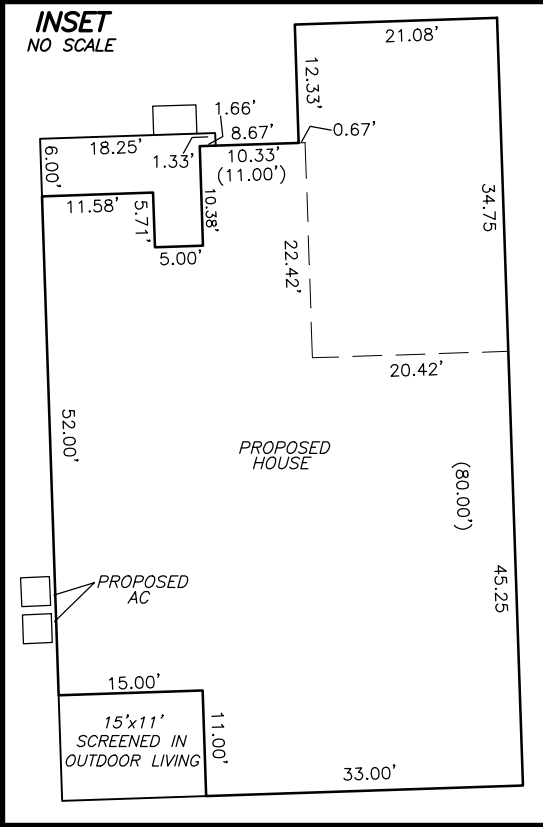 INSET
NO SCALE
21.08'
12.33'
1.66'
8.67'
0.67'
18.25'
1.33'
10.33'
(11.00')
6.00'
11.58'
5.71'
10.38'
5.00'
34.75
22.42'
20.42'
52.00'
PROPOSED
HOUSE
(80.00')
45.25
PROPOSED
AC
15.00'
15'x11'
SCREENED IN
OUTDOOR LIVING
11.00'
33.00'